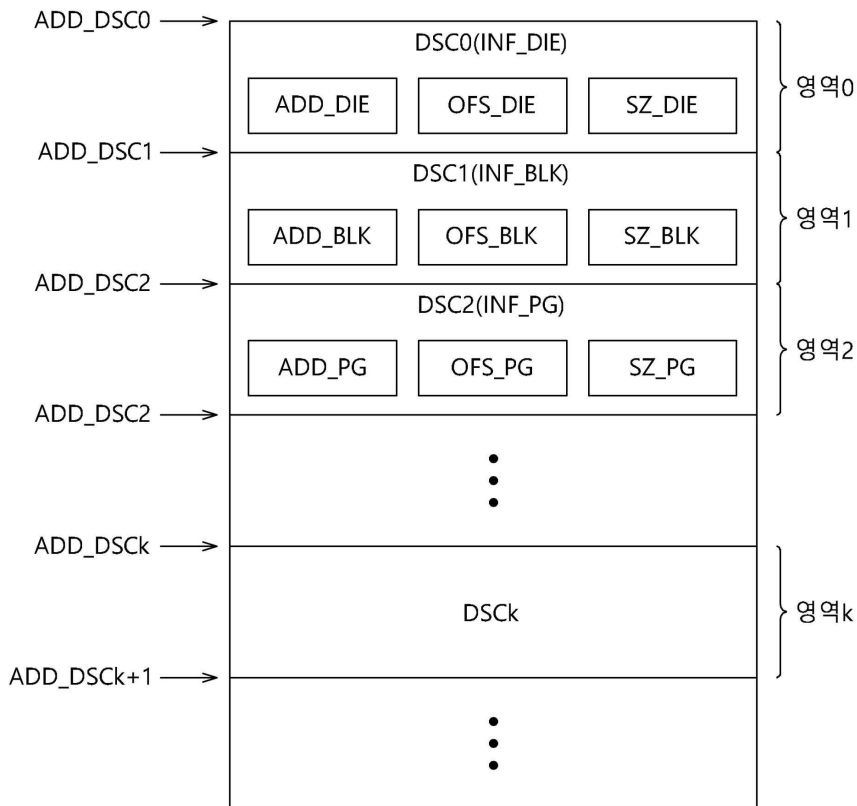 ADD_DSC0
DSC0(INF_DIE)
ADD_DIE OFS_DIE SZ_DIE
영역0
ADD_DSC1
DSC1(INF_BLK)
ADD_BLK OFS_BLK SZ_BLK
영역1
ADD_DSC2
DSC2(INF_PG)
ADD_PG OFS_PG SZ_PG
영역2
ADD_DSC2
ADD_DSCk
DSCk
영역k
ADD_DSCk+1